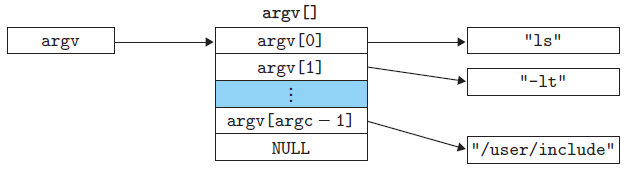 argv[]
argv
argv[0]
"ls"
argv[1]
"-lt"
⋮
argv[argc − 1]
"/user/include"
NULL